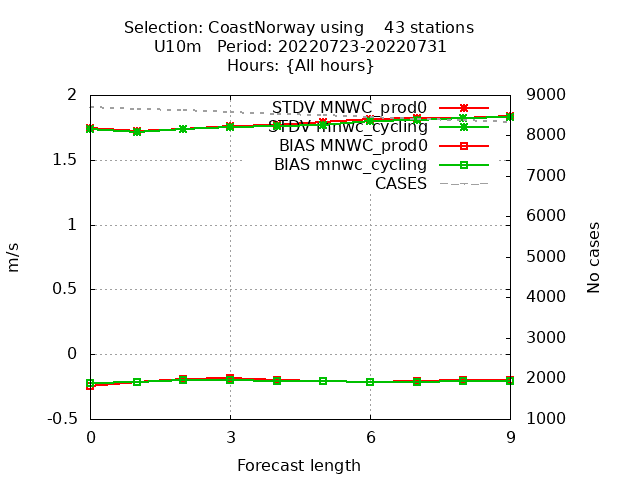 Selection: CoastNorway using    43 stations
U10m   Period: 20220723-20220731
Hours: {All hours}
2
1.5
1
0.5
0
-0.5
9000
8000
7000
6000
5000
4000
3000
2000
1000
STDV MNWC_prod0
STDV mnwc_cycling
BIAS MNWC_prod0
BIAS mnwc_cycling
CASES
m/s
No cases
0 3 6 9
Forecast length